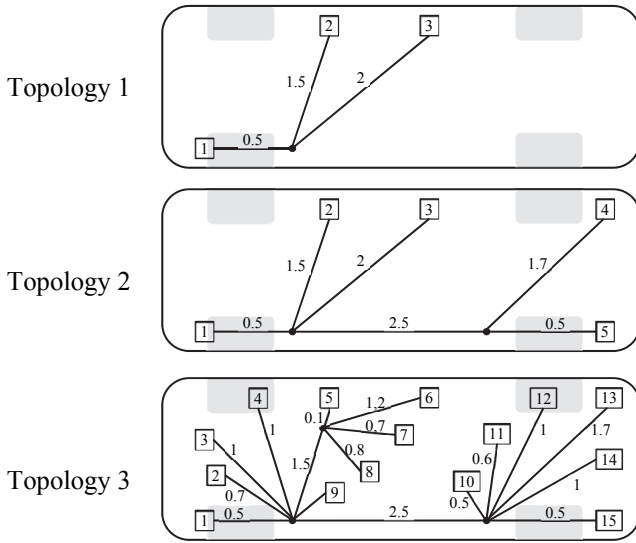 2 3
Topology 1
1.5 2
1 0.5
2 3 4
Topology 2
1.5 2 1.7
1 0.5 2.5 0.5 5
4 5 6 12 13
0.1 1,2
3 1 1 0.7 7 11 1 1.7
Topology 3
2 1.5 0.8 8 0.6 14
0.7 9 10 1
1 0.5 2.5 0.5 0.5 15